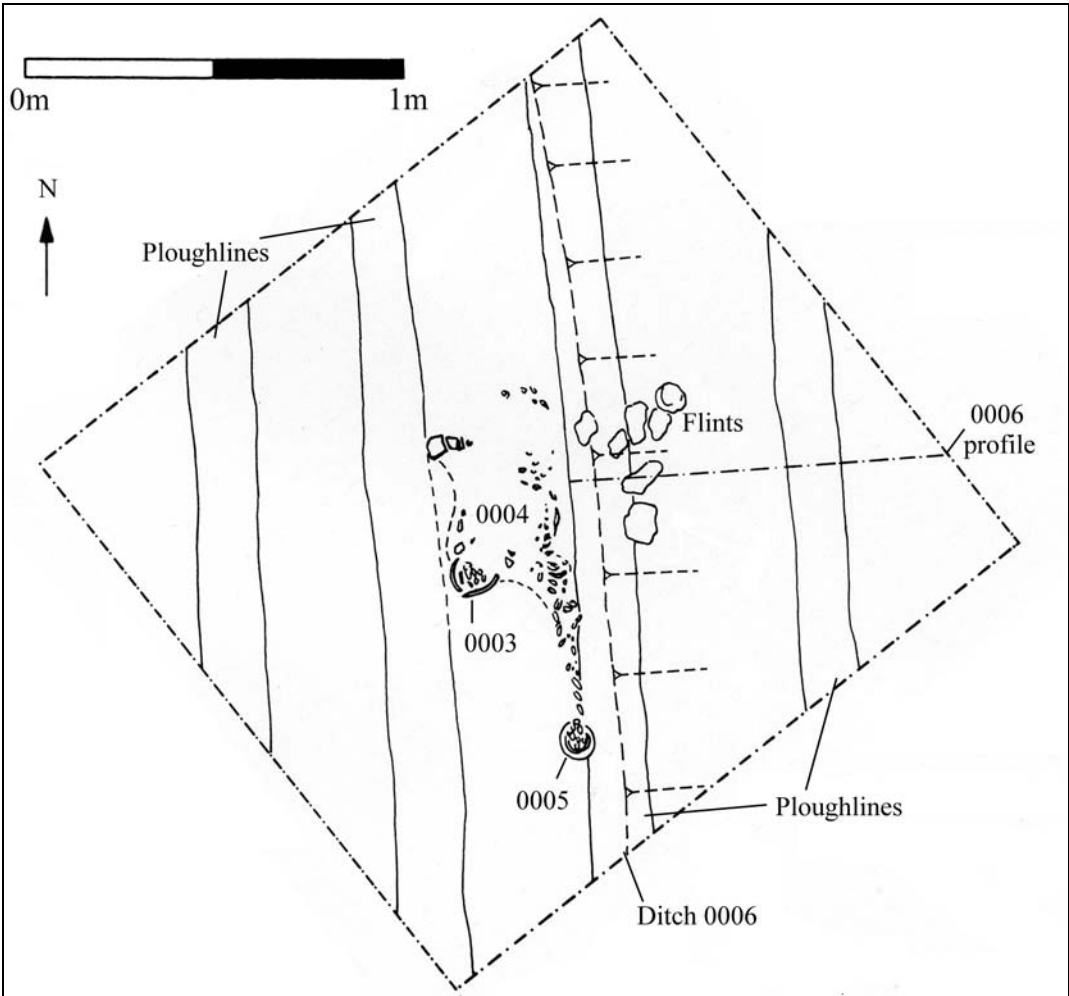 0m 1m
N
Ploughlines
Flints
0006
profile
0004
0003
0005
Ploughlines
Ditch 0006